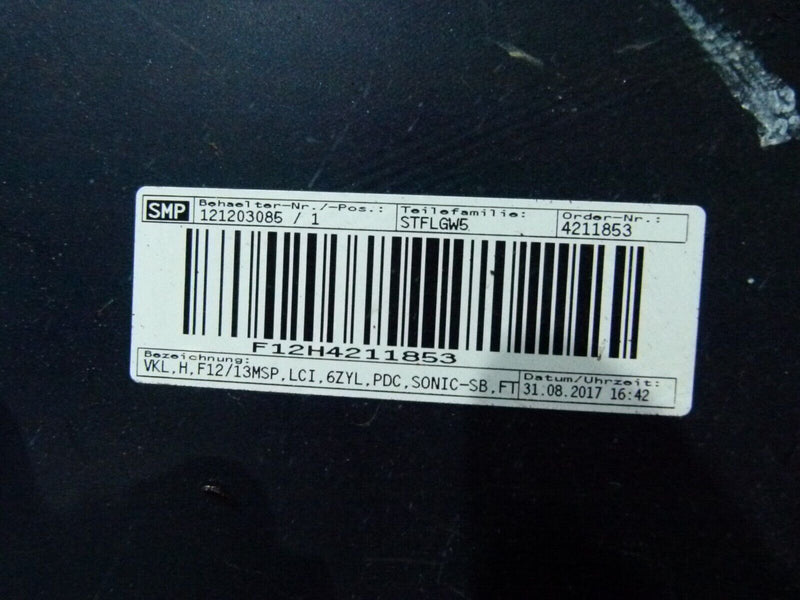 SMP Behaelter-Nr./-Pos.: Teilefamilie: Order-Nr.:
121203085 / 1 STFLGW5 4211853
F12H4211853
Bezeichnung: Datum/Uhrzeit:
VKL,H,F12/13MSP,LCI,6ZYL,PDC,SONIC-SB,FT 31.08.2017 16:42